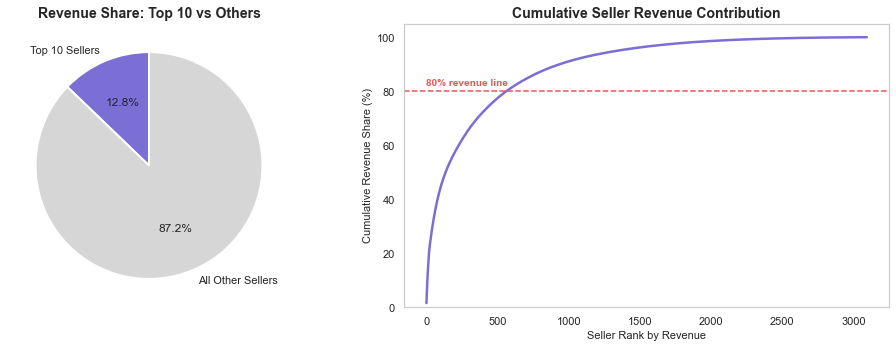 Revenue Share: Top 10 vs Others
Top 10 Sellers
12.8%
87.2%
All Other Sellers
Cumulative Seller Revenue Contribution
Cumulative Revenue Share (%)
100
80
60
40
20
0
80% revenue line
0 500 1000 1500 2000 2500 3000
Seller Rank by Revenue